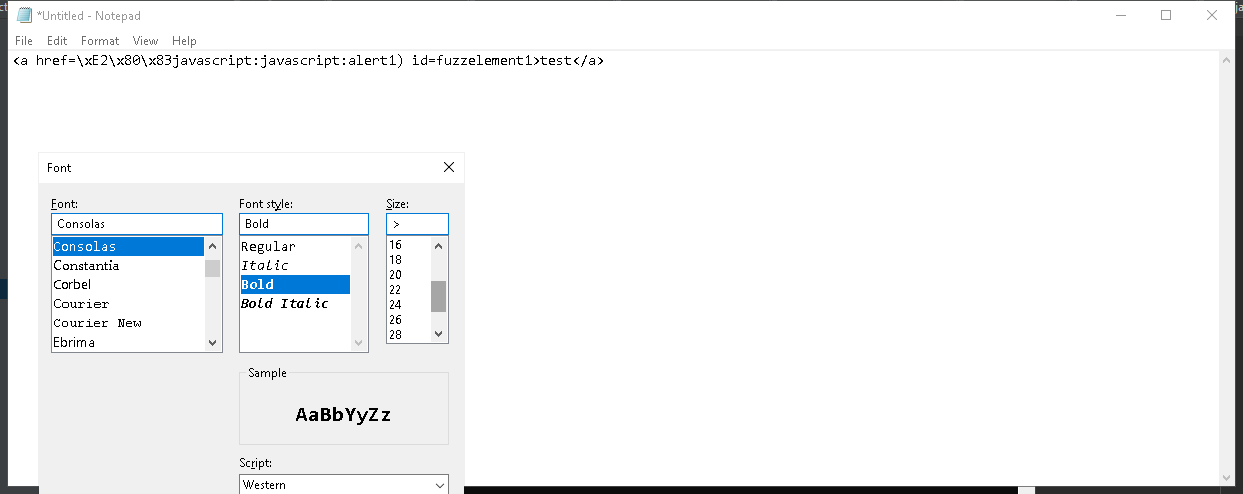 *Untitled - Notepad
File Edit Format View Help
<a href=\xE2\x80\x83javascript:javascript:alert1) id=fuzzelement1>test</a>
Font
Font: Font style: Size:
Consolas Bold >
Consolas Regular 16
Constantia Italic 18
Corbel Bold 20
Courier Bold Italic 22
Courier New 24
Ebrima 26
28
Sample
AaBbYyZz
Script:
Western